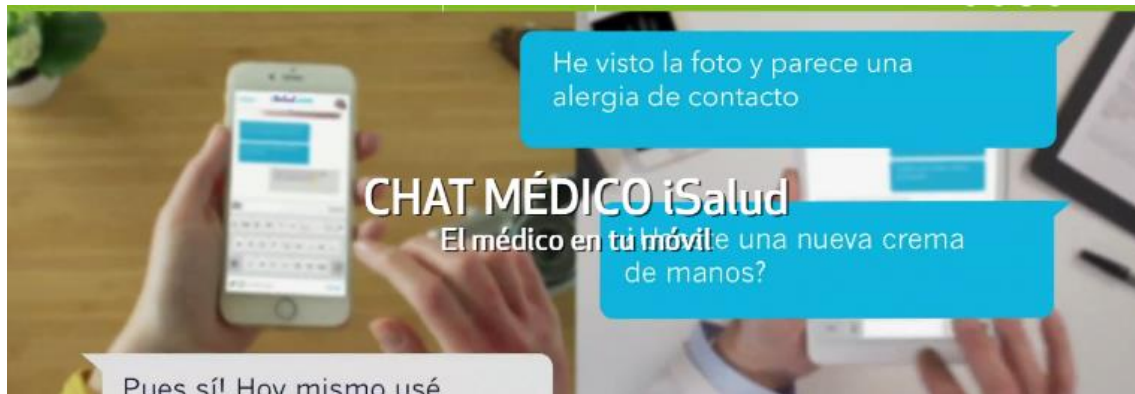 He visto la foto y parece una
alergia de contacto
CHAT MÉDICO iSalud
El médico en tu móvil
una nueva crema
de manos?
Pues sí! Hoy mismo usé